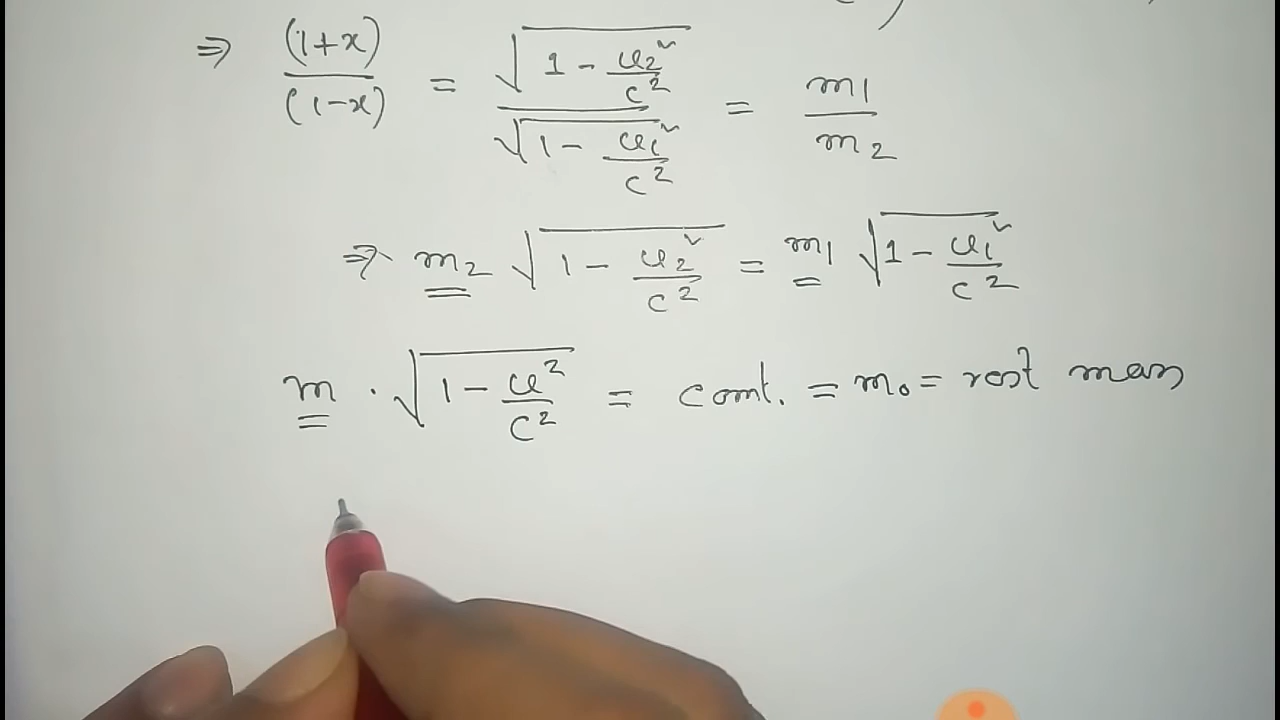 ⇒ (1+x)/(1-x) = √(1 - u₂²/c²) / √(1 - u₁²/c²) = m₁/m₂
⇒ m₂ √(1 - u₂²/c²) = m₁ √(1 - u₁²/c²)
m · √(1 - u²/c²) = cont. = m₀ = rest mass